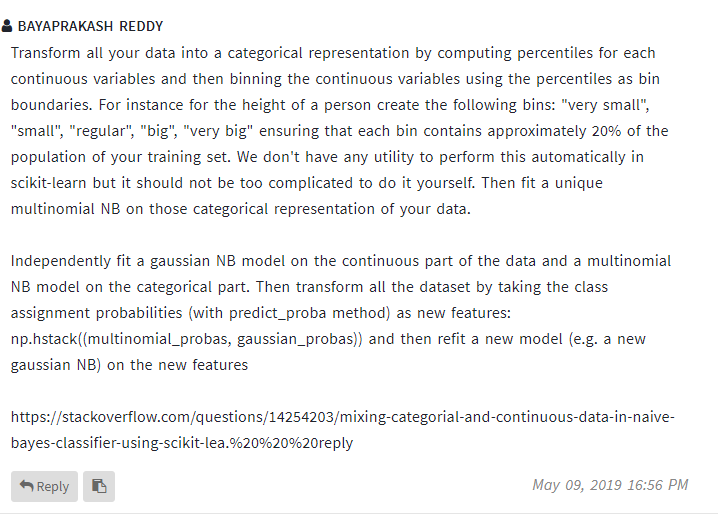 BAYAPRAKASH REDDY
Transform all your data into a categorical representation by computing percentiles for each
continuous variables and then binning the continuous variables using the percentiles as bin
boundaries. For instance for the height of a person create the following bins: "very small",
"small", "regular", "big", "very big" ensuring that each bin contains approximately 20% of the
population of your training set. We don't have any utility to perform this automatically in
scikit-learn but it should not be too complicated to do it yourself. Then fit a unique
multinomial NB on those categorical representation of your data.
Independently fit a gaussian NB model on the continuous part of the data and a multinomial
NB model on the categorical part. Then transform all the dataset by taking the class
assignment probabilities (with predict_proba method) as new features:
np.hstack((multinomial_probas, gaussian_probas)) and then refit a new model (e.g. a new
gaussian NB) on the new features
https://stackoverflow.com/questions/14254203/mixing-categorial-and-continuous-data-in-naive-
bayes-classifier-using-scikit-lea.%20%20%20reply
Reply May 09, 2019 16:56 PM